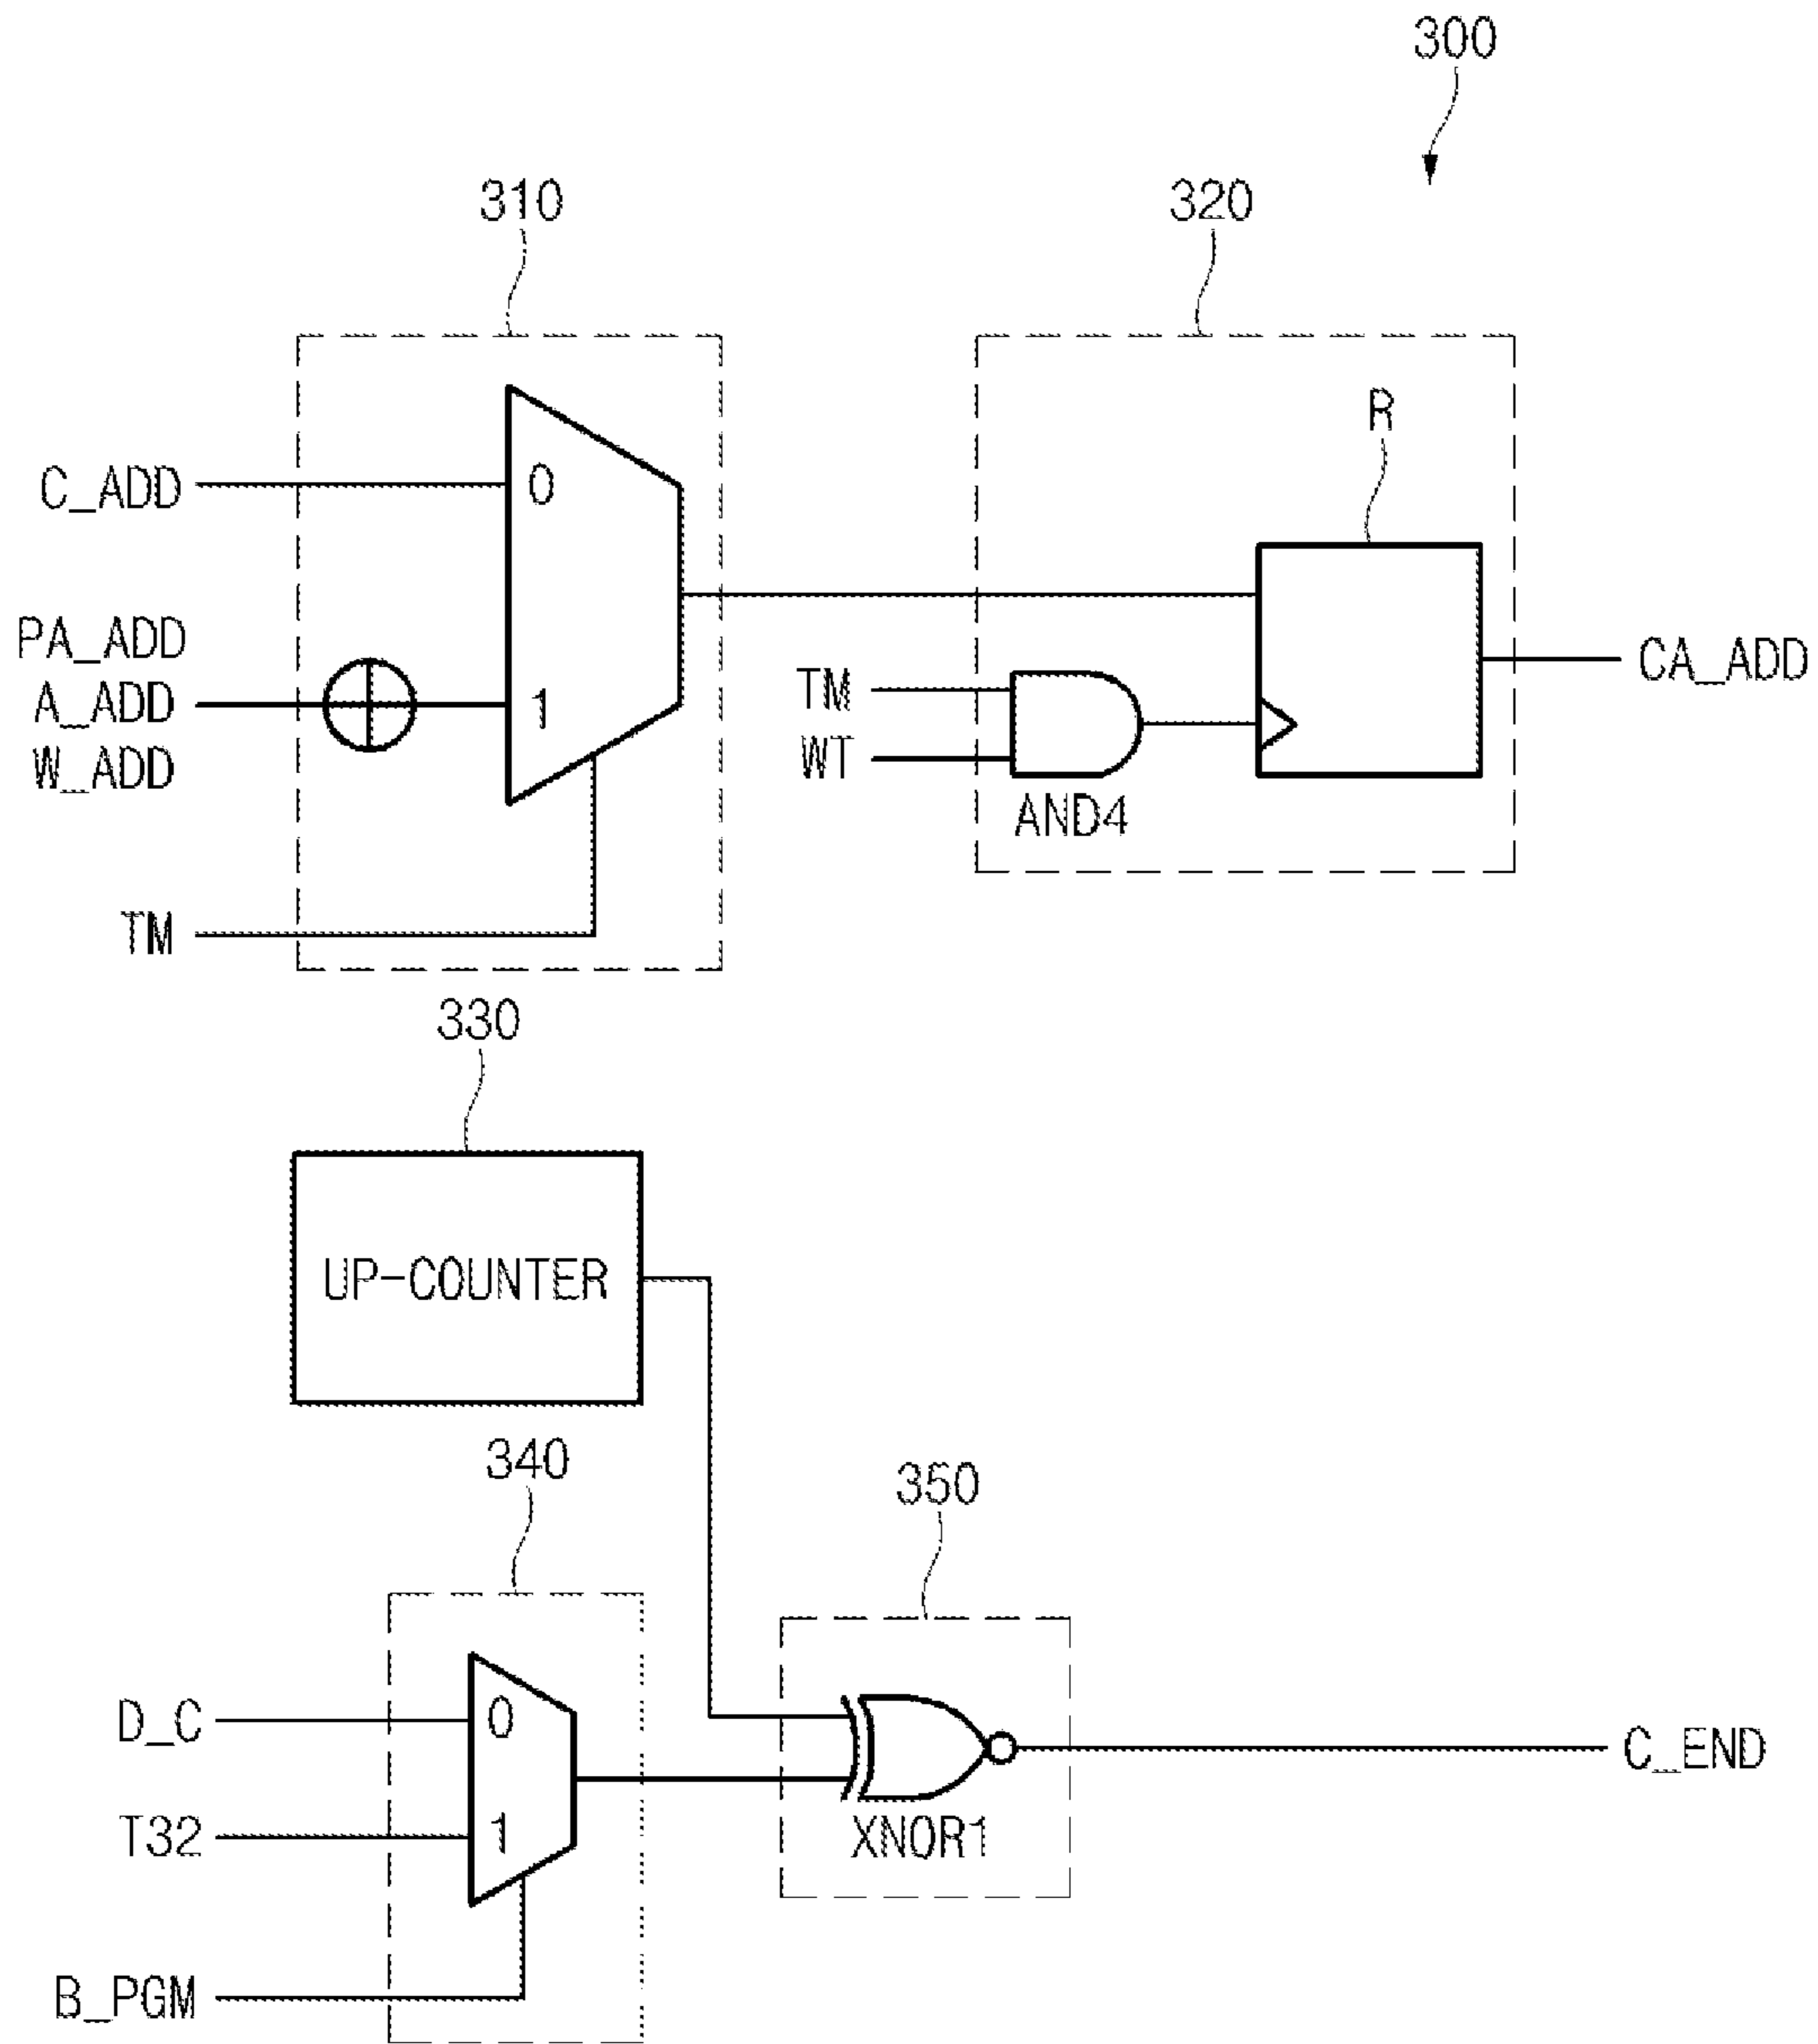 300
310
320
R
C_ADD
0
PA_ADD
A_ADD
W_ADD
1
TM
WT
AND4
CA_ADD
TM
330
UP-COUNTER
340
350
D_C
0
T32
1
XNOR1
C_END
B_PGM